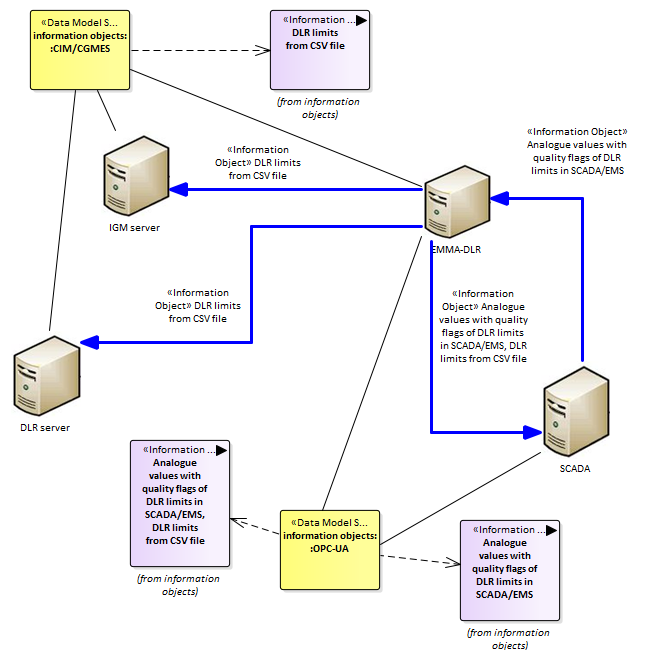 «Data Model S...
information objects:
:CIM/CGMES
«Information ...
DLR limits
from CSV file
(from information
objects)
«Information
Object» DLR limits
from CSV file
IGM server
«Information Object»
Analogue values with
quality flags of DLR
limits in SCADA/EMS
EMMA-DLR
«Information
Object» DLR limits
from CSV file
«Information
Object» Analogue
values with quality
flags of DLR limits
in SCADA/EMS, DLR
limits from CSV file
DLR server
SCADA
«Information ...
Analogue
values with
quality flags of
DLR limits in
SCADA/EMS,
DLR limits
from CSV file
(from information
objects)
«Data Model S...
information objects:
:OPC-UA
«Information ...
Analogue
values with
quality flags of
DLR limits in
SCADA/EMS
(from information
objects)